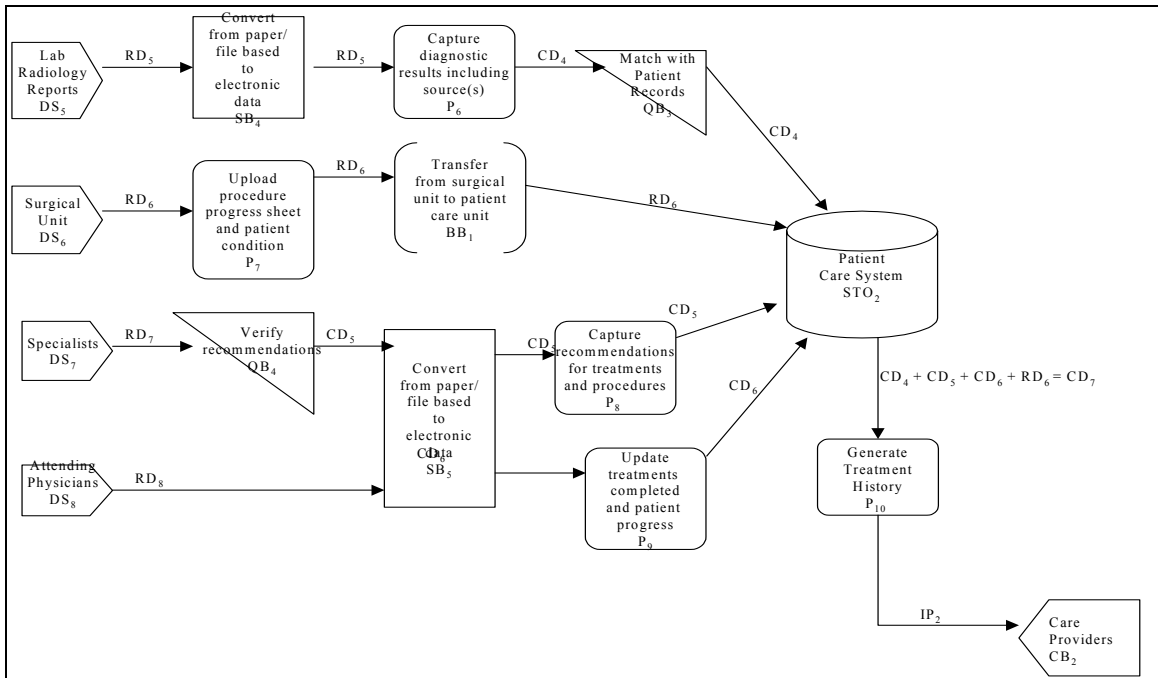 Lab
Radiology
Reports
DS5
RD5
Convert
from paper/
file based
to
electronic
data
SB4
RD5
Capture
diagnostic
results including
source(s)
P6
CD4
Match with
Patient
Records
QB3
CD4
Surgical
Unit
DS6
RD6
Upload
procedure
progress sheet
and patient
condition
P7
RD6
Transfer
from surgical
unit to patient
care unit
BB1
RD6
Patient
Care System
STO2
Specialists
DS7
RD7
Verify
recommendations
QB4
CD5
Convert
from paper/
file based
to
electronic
data
SB5
CD5
Capture
recommendations
for treatments
and procedures
P8
CD5
Attending
Physicians
DS8
RD8
CD6
Update
treatments
completed
and patient
progress
P9
CD6
CD4 + CD5 + CD6 + RD6 = CD7
Generate
Treatment
History
P10
IP2
Care
Providers
CB2